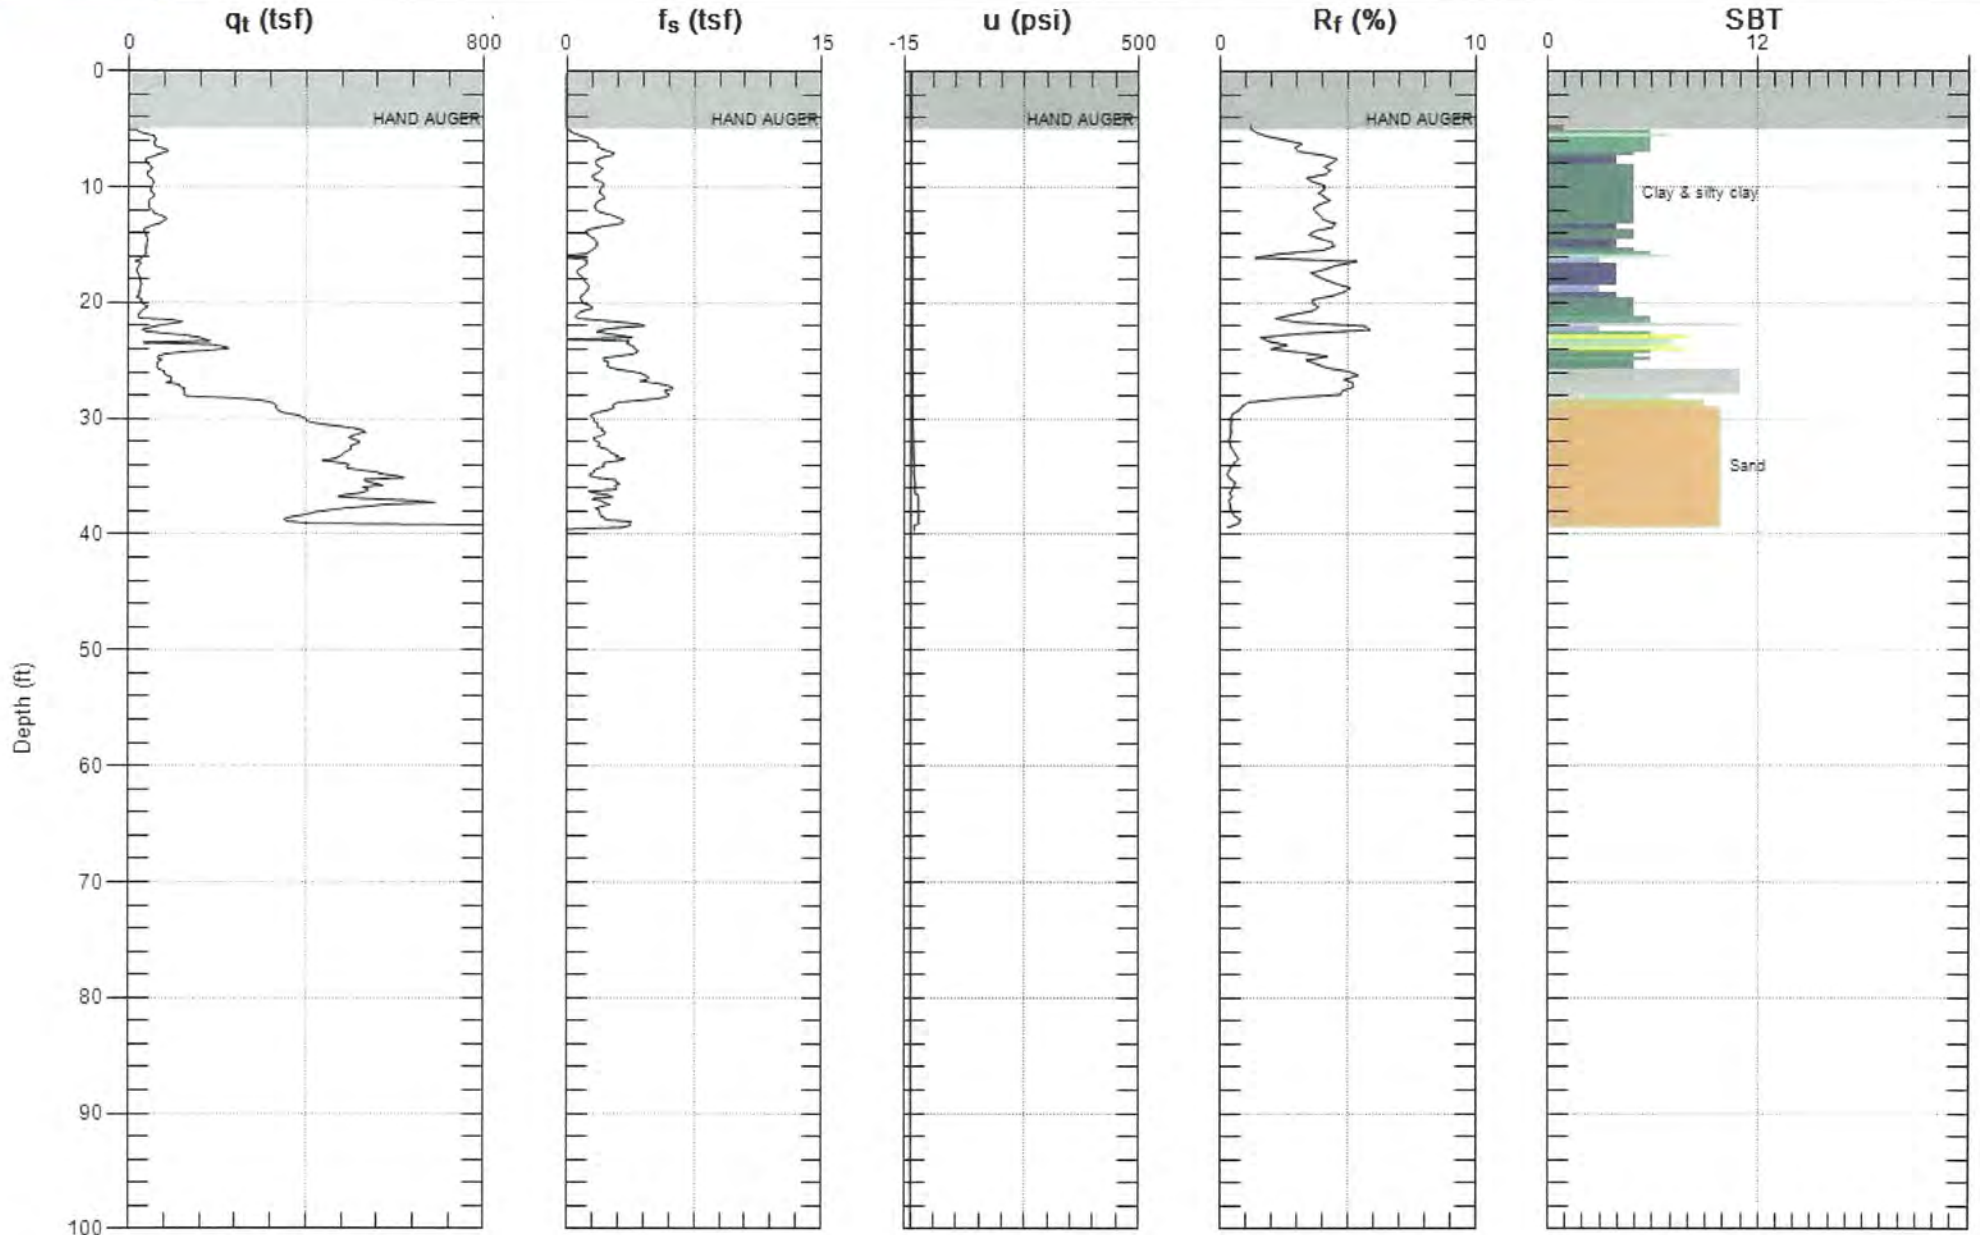 qt (tsf) fs (tsf) u (psi) Rf (%) SBT
0 800 0 15 -15 500 0 10 0 12
0
HAND AUGER HAND AUGER HAND AUGER HAND AUGER
10
Clay & silty clay
20
30
Sand
40
50
Depth (ft)
60
70
80
90
100